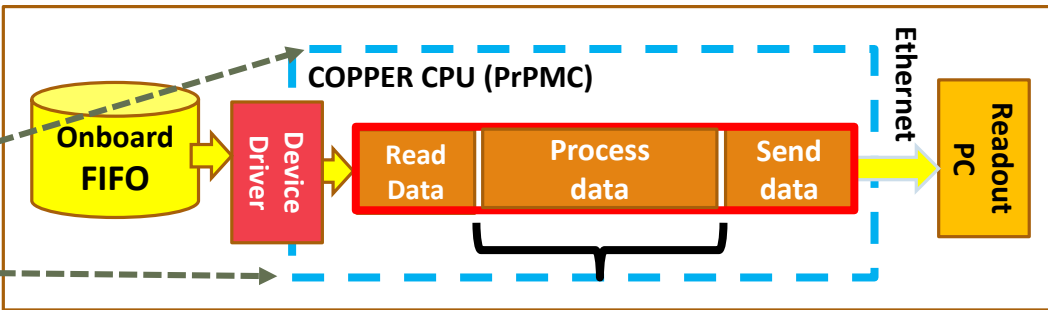 COPPER CPU (PrPMC)
Onboard
FIFO
Device
Driver
Read
Data
Process
data
Send
data
Ethernet
Readout
PC